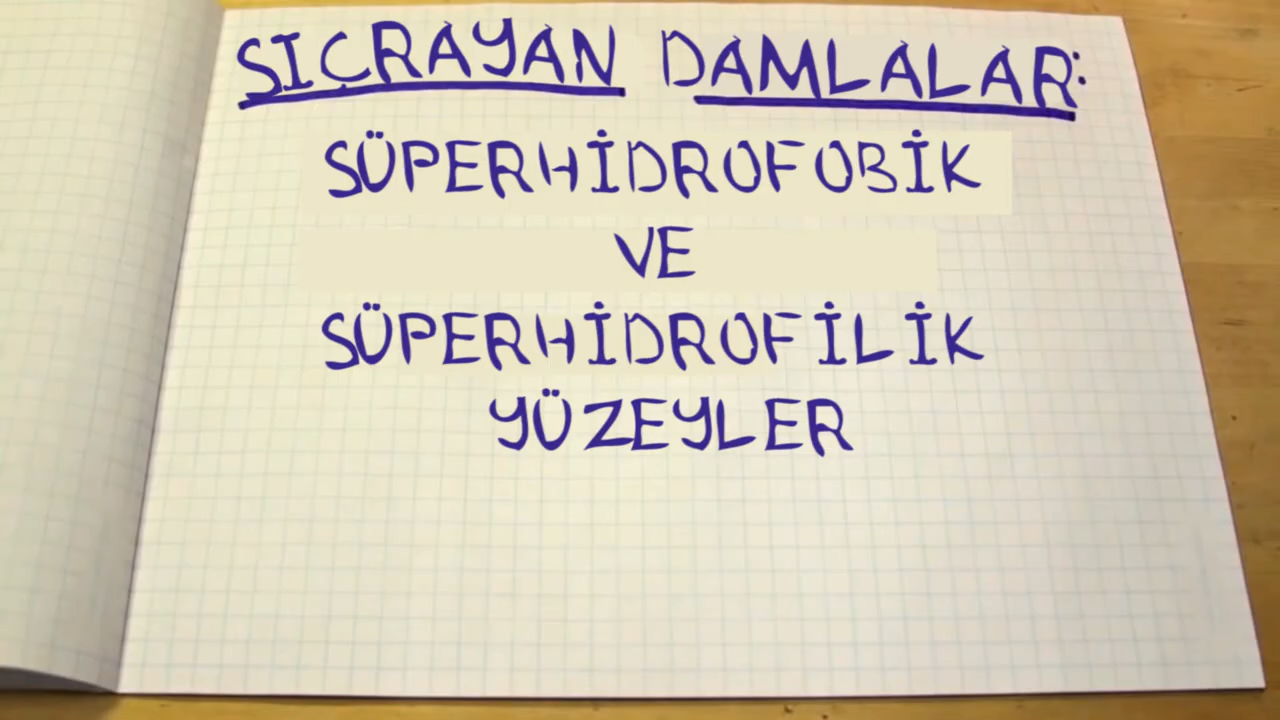 SIÇRAYAN DAMLALAR:
SÜPERHİDROFOBİK
VE
SÜPERHİDROFİLİK
YÜZEYLER